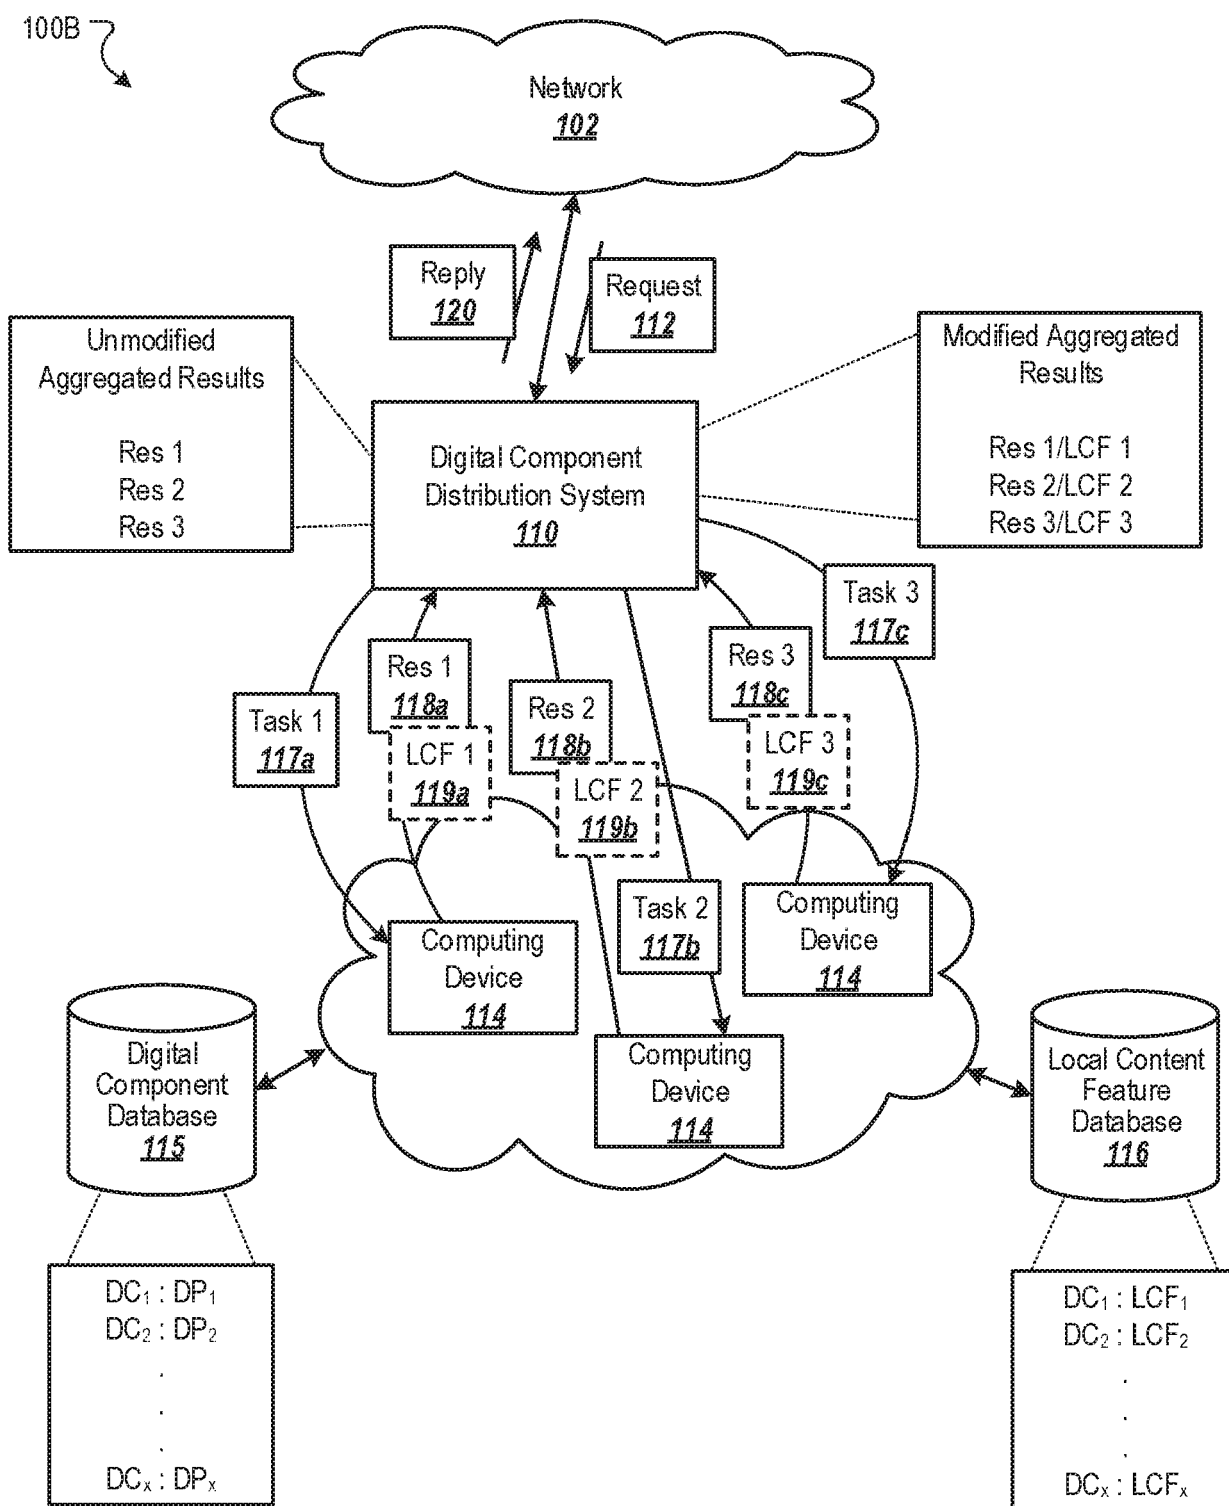 100B
Network
102
Reply
120
Request
112
Unmodified
Aggregated Results
Res 1
Res 2
Res 3
Modified Aggregated
Results
Res 1/LCF 1
Res 2/LCF 2
Res 3/LCF 3
Digital Component
Distribution System
110
Task 1
117a
Res 1
118a
LCF 1
119a
Res 2
118b
LCF 2
119b
Res 3
118c
LCF 3
119c
Task 3
117c
Task 2
117b
Computing
Device
114
Computing
Device
114
Computing
Device
114
Digital
Component
Database
115
Local Content
Feature
Database
116
DC₁ : DP₁
DC₂ : DP₂
.
.
.
DCₓ : DPₓ
DC₁ : LCF₁
DC₂ : LCF₂
.
.
.
DCₓ : LCFₓ